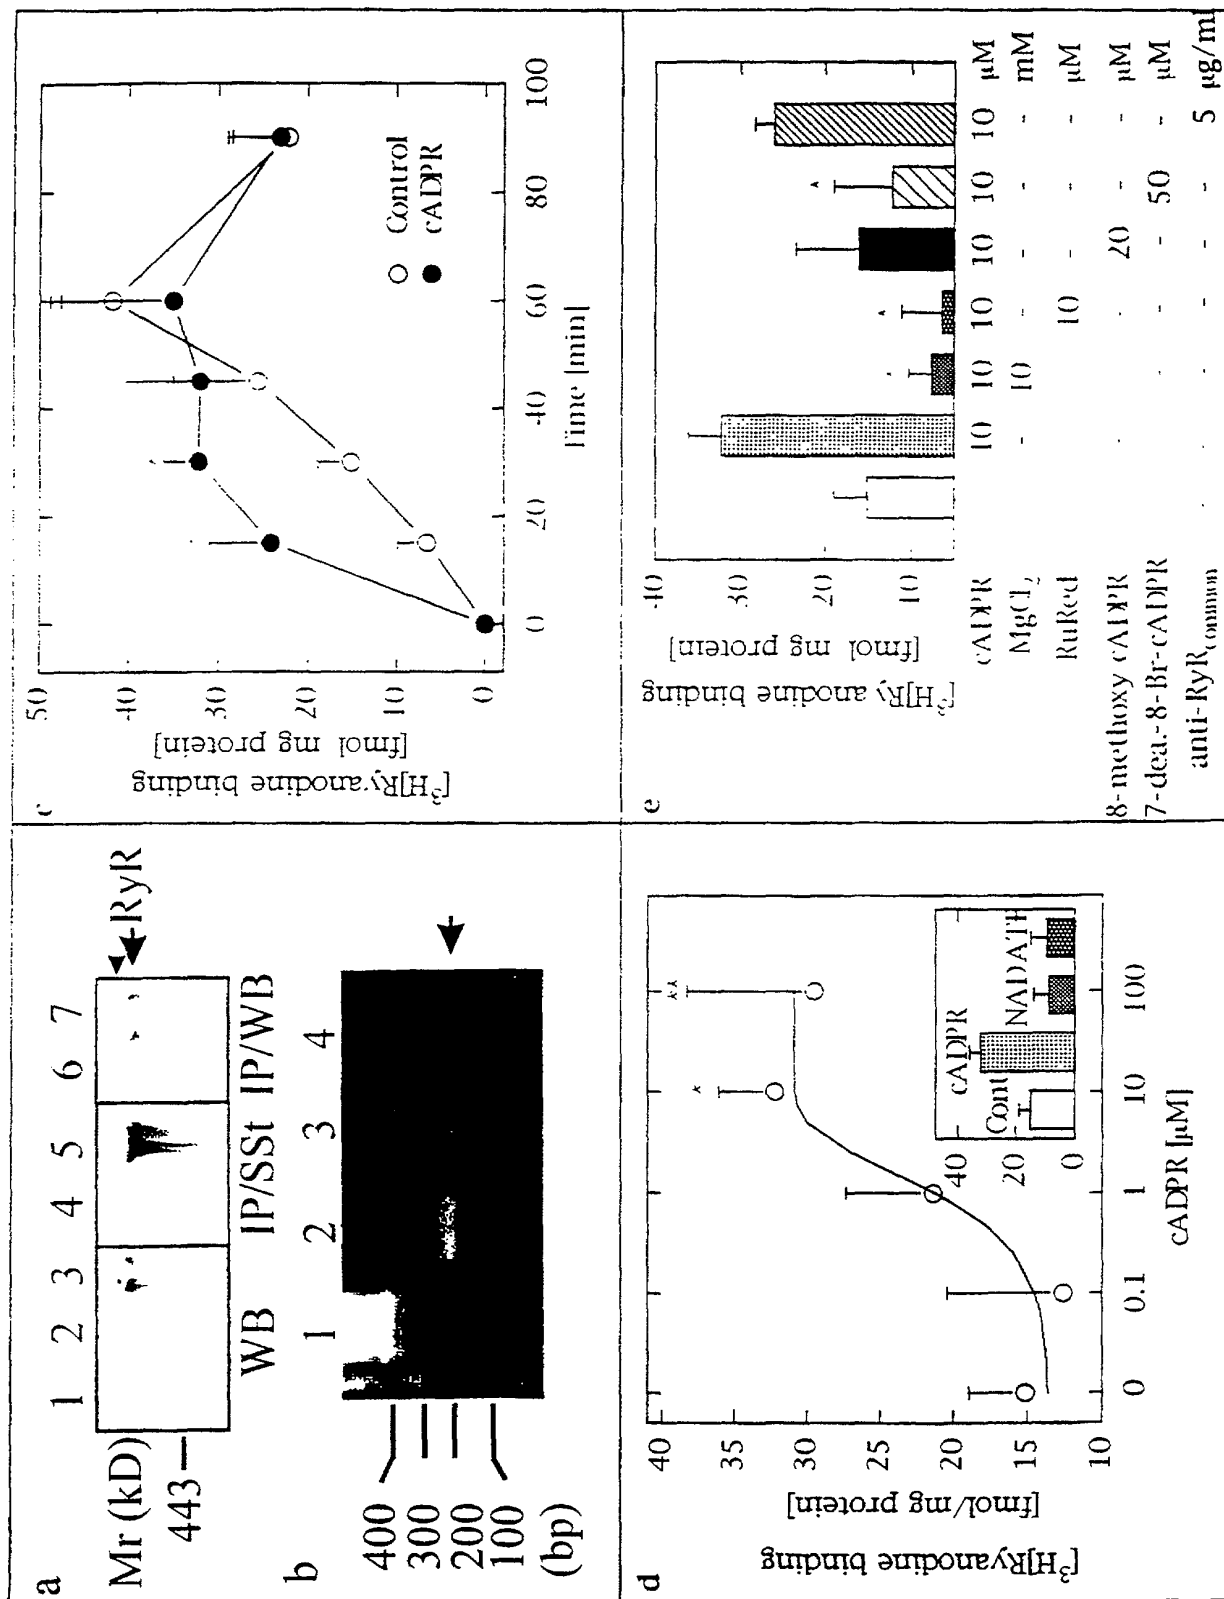 a
1 2 3 4 5 6 7
Mr (kD)
443
RyR
WB IP/SSt IP/WB
b
1 2 3 4
400
300
200
100
(bp)
c
[³H]Ryanodine binding
[fmol mg protein]
50
40
30
20
10
0
0 20 40 60 80 100
Time [min]
Control
cADPR
d
[³H]Ryanodine binding
[fmol/mg protein]
40
35
30
25
20
15
10
0 0.1 1 10 100
cADPR [µM]
40
20
0
Cont cADPR NAD ATP
e
[³H]Ryanodine binding
[fmol mg protein]
40
30
20
10
cADPR 10 10 10 10 10 10 µM
MgCl₂ - 10 - - - - mM
RuRed - 10 - - - µM
8-methoxy cADPR - - - 20 - - µM
7-dea.-8-Br-cADPR - - - 50 - µM
anti-RyRcommon - - - - 5 µg/ml